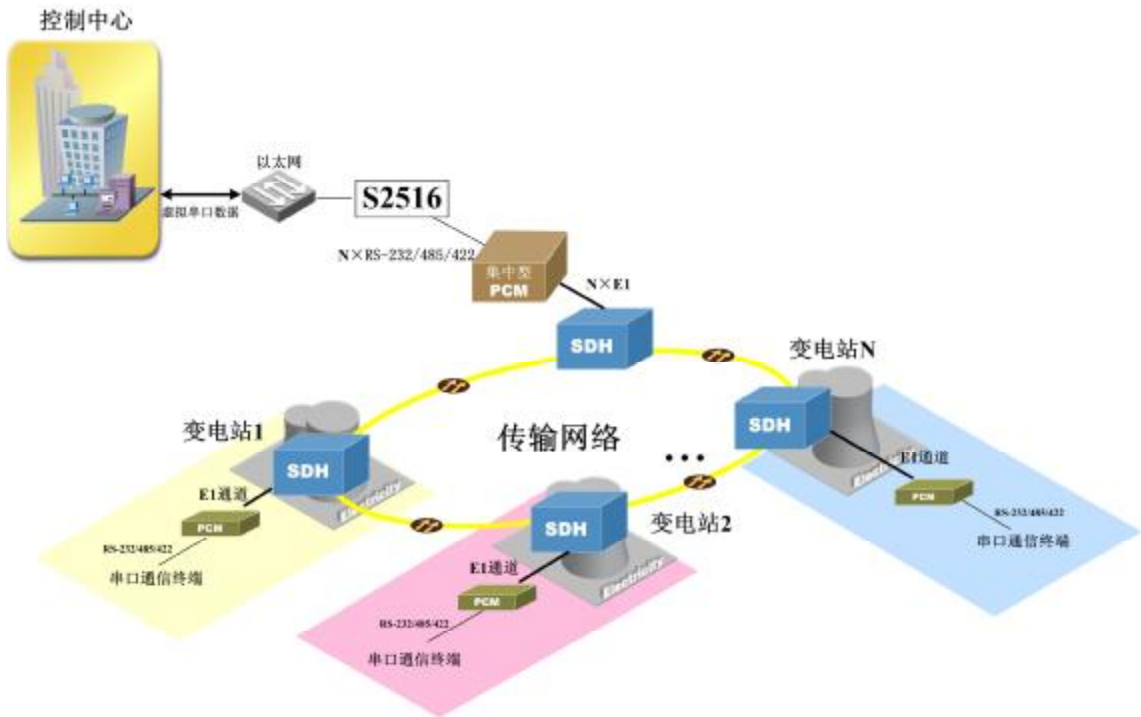 控制中心
以太网
虚拟串口数据
S2516
N×RS-232/485/422
集中型
PCM
N×E1
SDH
变电站N
变电站1
传输网络
...
SDH
SDH
E1通道
Electricity
PCM
RS-232/485/422
串口通信终端
E1通道
PCM
RS-232/485/422
串口通信终端
Electricity
SDH
变电站2
E1通道
Electricity
PCM
RS-232/485/422
串口通信终端